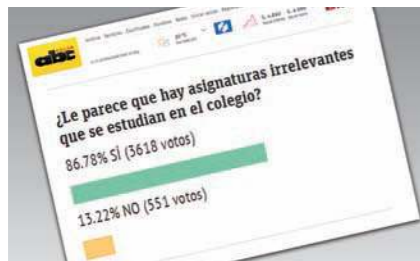 abc
¿Le parece que hay asignaturas irrelevantes
que se estudian en el colegio?
86.78% SÍ (3618 votos)
13.22% NO (551 votos)